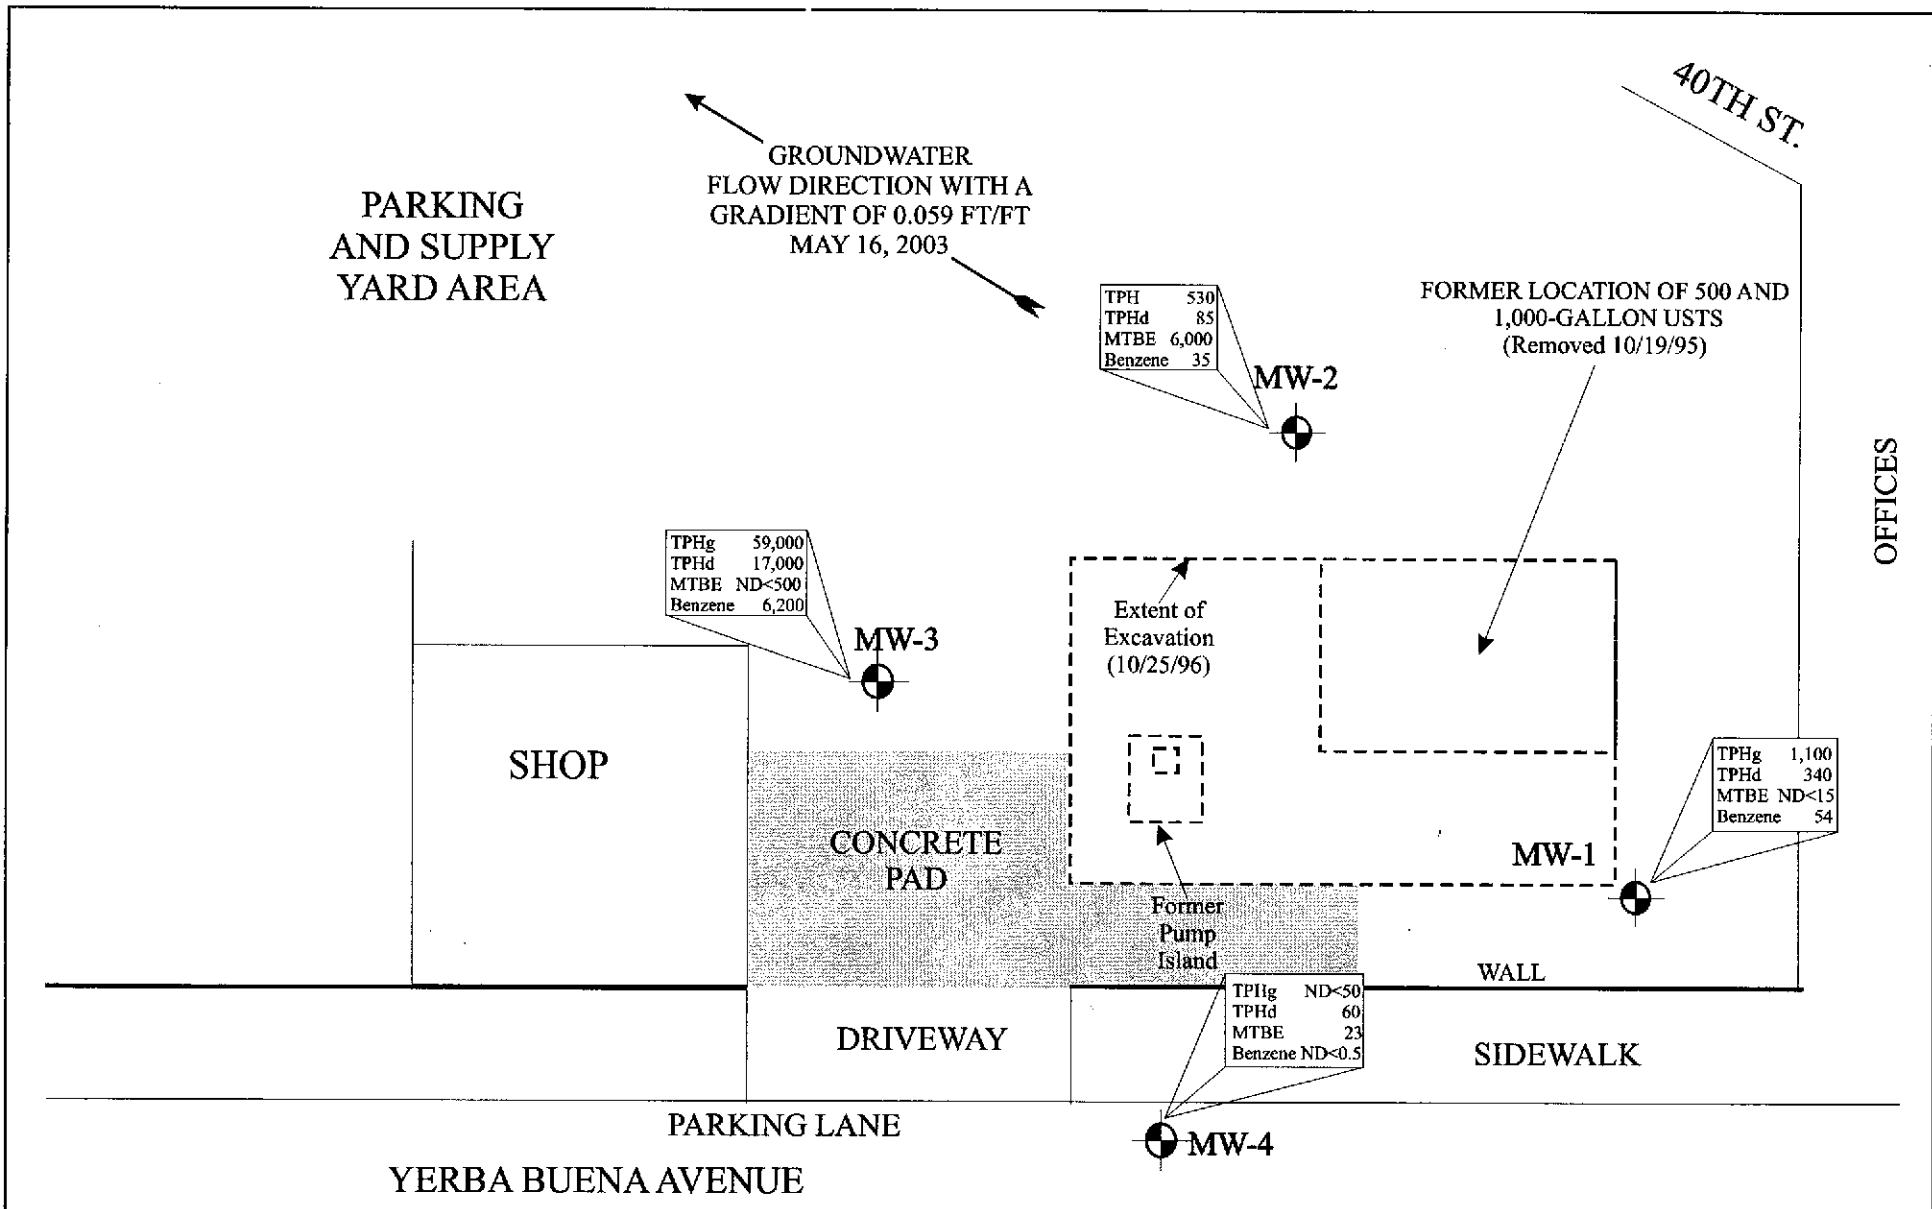 40TH ST.
GROUNDWATER
FLOW DIRECTION WITH A
GRADIENT OF 0.059 FT/FT
MAY 16, 2003
PARKING
AND SUPPLY
YARD AREA
FORMER LOCATION OF 500 AND
1,000-GALLON USTS
(Removed 10/19/95)
TPH 530
TPHd 85
MTBE 6,000
Benzene 35
MW-2
OFFICES
TPHg 59,000
TPHd 17,000
MTBE ND<500
Benzene 6,200
MW-3
Extent of
Excavation
(10/25/96)
SHOP
TPHg 1,100
TPHd 340
MTBE ND<15
Benzene 54
MW-1
CONCRETE
PAD
Former
Pump
Island
WALL
TPHg ND<50
TPHd 60
MTBE 23
Benzene ND<0.5
DRIVEWAY
SIDEWALK
PARKING LANE
MW-4
YERBA BUENA AVENUE